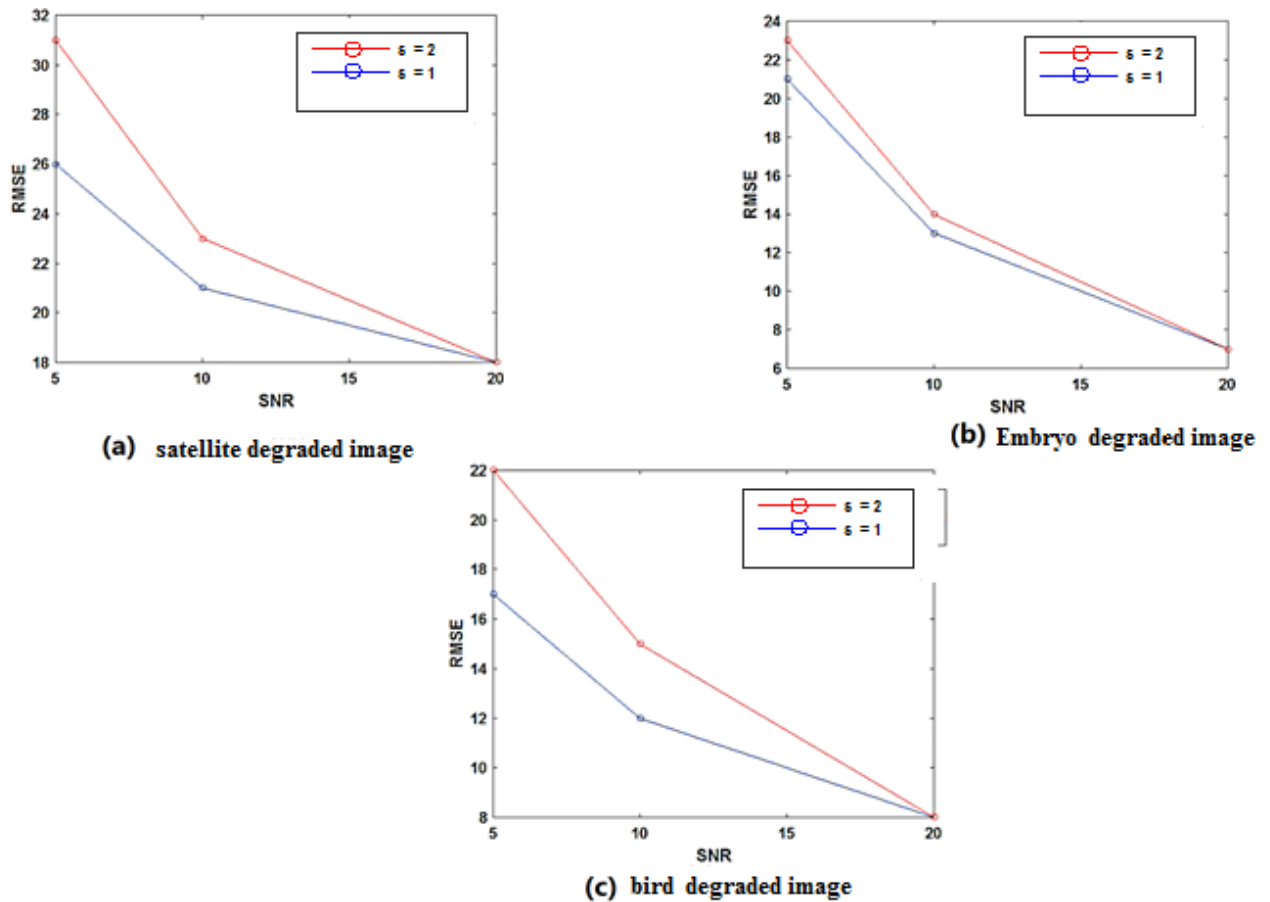 32
30
28
26
24
22
20
18
RMSE
5
10
15
20
SNR
s = 2
s = 1
(a) satellite degraded image
24
22
20
18
16
14
12
10
8
6
RMSE
5
10
15
20
SNR
s = 2
s = 1
(b) Embryo degraded image
22
20
18
16
14
12
10
8
RMSE
5
10
15
20
SNR
s = 2
s = 1
(c) bird degraded image